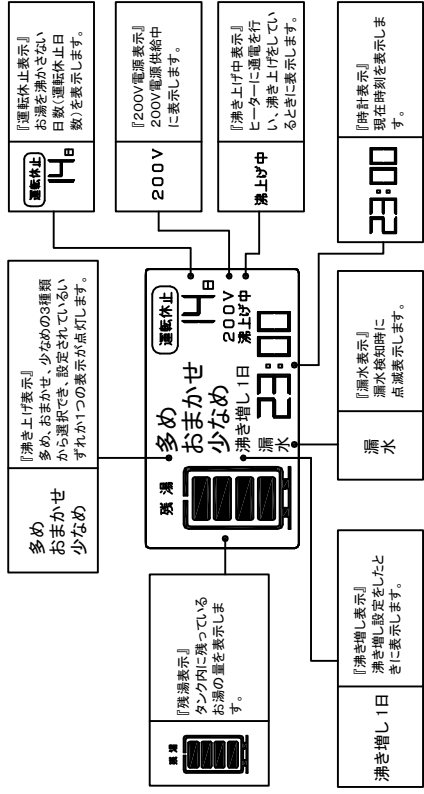 多め
おまかせ
少なめ
『沸き上げ表示』
多め、おまかせ、少なめの3種類
から選択でき、設定されているい
ずれか1つの表示が点灯します。
運転休止
14日
『運転休止表示』
お湯を沸かさない
日数(運転休止日
数)を表示します。
200V
『200V電源表示』
200V電源供給中
に表示します。
沸上げ中
『沸き上げ中表示』
ヒーターに通電を行
い、沸き上げをしてい
るときに表示します。
残湯
『残湯表示』
タンク内に残っている
お湯の量を表示しま
す。
残湯
多め
おまかせ
少なめ
運転休止
14日
200V
沸上げ中
沸き増し1日
漏水
23:00
沸き増し1日
『沸き増し表示』
沸き増し設定をしたと
きに表示します。
漏
水
『漏水表示』
漏水検知時に
点滅表示します。
23:00
『時計表示』
現在時刻を表示しま
す。